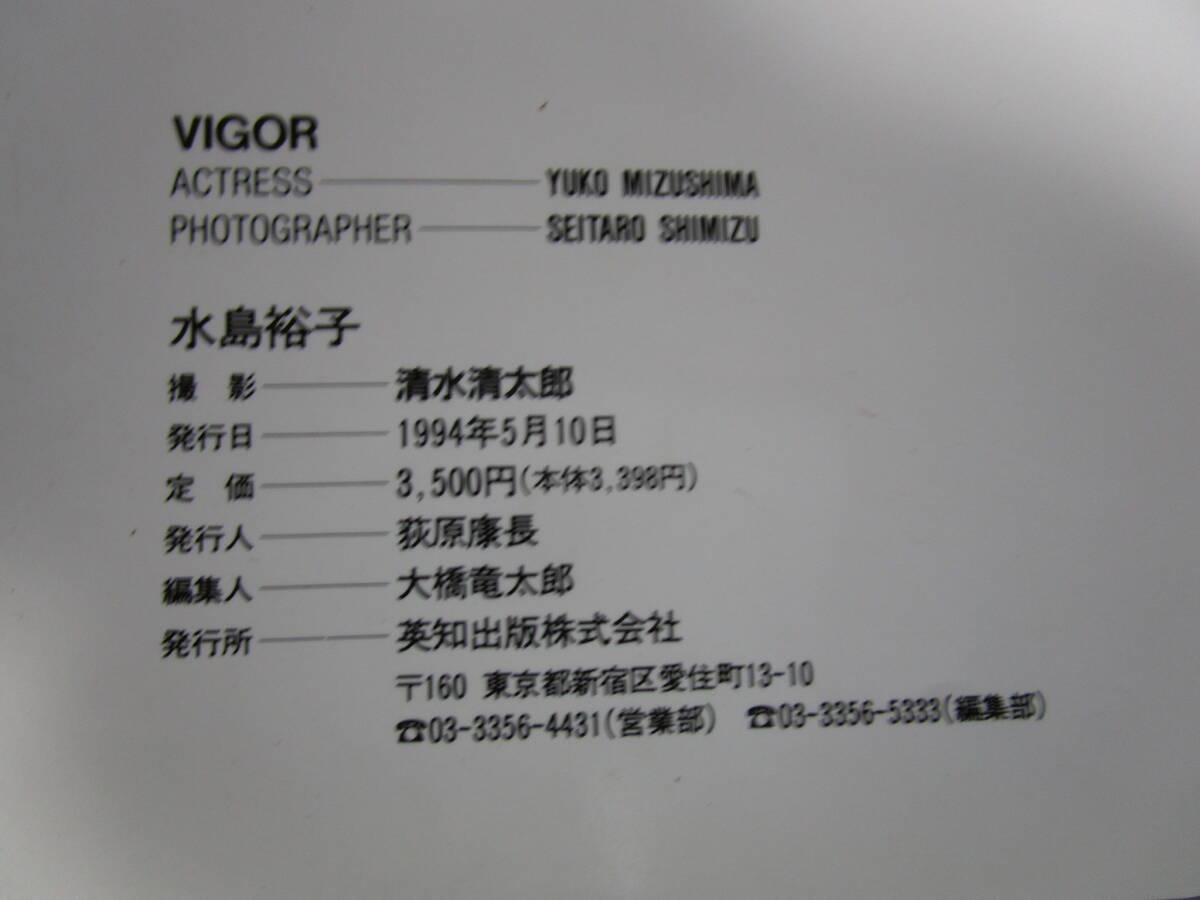 VIGOR
ACTRESS YUKO MIZUSHIMA
PHOTOGRAPHER SEITARO SHIMIZU
水島裕子
撮 影 清水清太郎
発行日 1994年5月10日
定 価 3,500円(本体3,398円)
発行人 荻原康長
編集人 大橋竜太郎
発行所 英知出版株式会社
〒160 東京都新宿区愛住町13-10
☎03-3356-4431(営業部) ☎03-3356-5333(編集部)